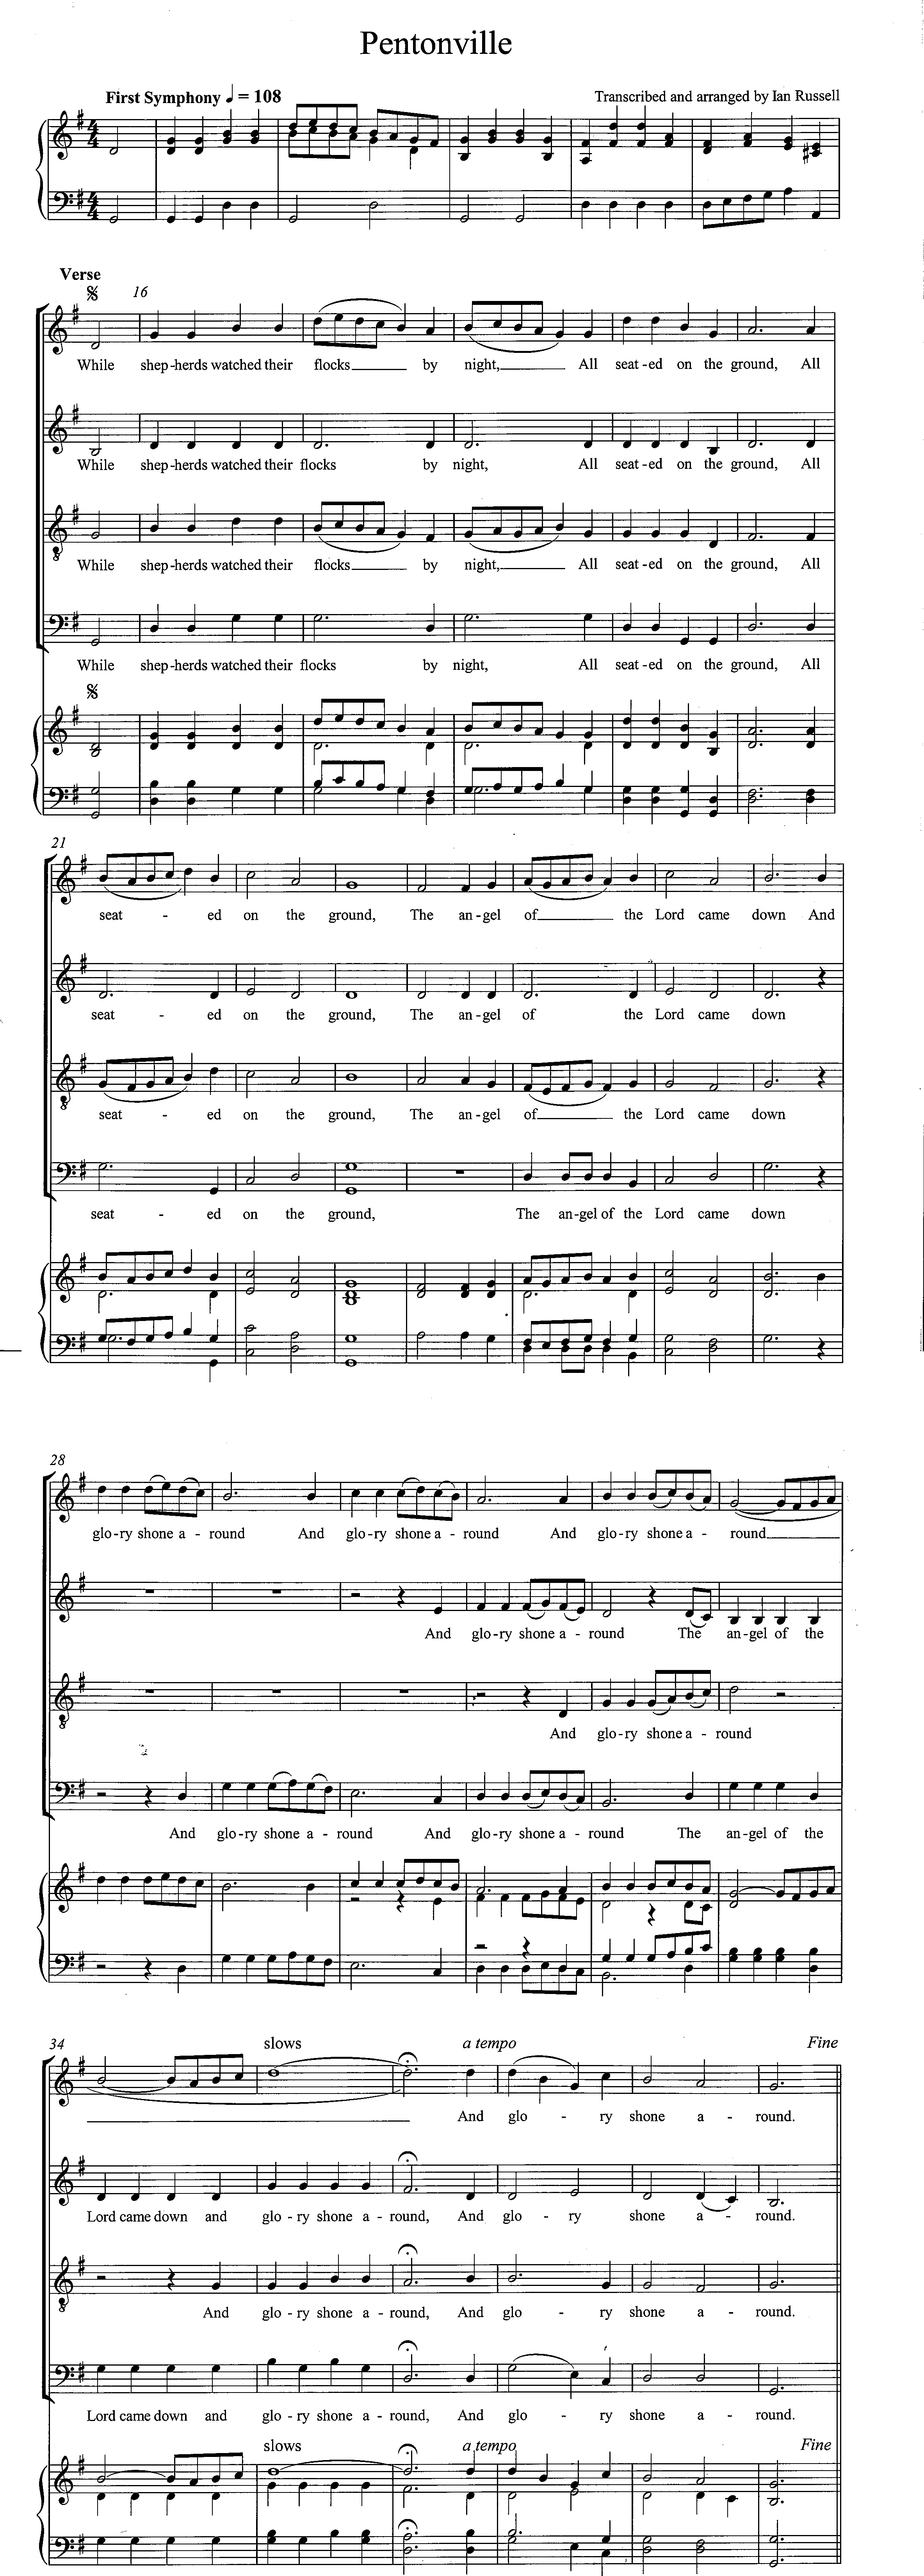 Pentonville
First Symphony ♩ = 108
Transcribed and arranged by Ian Russell
Verse
16
While shep-herds watched their flocks by night, All seat-ed on the ground, All
While shep-herds watched their flocks by night, All seat-ed on the ground, All
While shep-herds watched their flocks by night, All seat-ed on the ground, All
While shep-herds watched their flocks by night, All seat-ed on the ground, All
21
seat - ed on the ground, The an-gel of the Lord came down And
seat - ed on the ground, The an-gel of the Lord came down
seat - ed on the ground, The an-gel of the Lord came down
seat - ed on the ground, The an-gel of the Lord came down
28
glo-ry shone a - round And glo-ry shone a - round And glo-ry shone a - round
And glo-ry shone a - round The an-gel of the
And glo-ry shone a - round
And glo-ry shone a - round And glo-ry shone a - round The an-gel of the
34 slows a tempo Fine
And glo - ry shone a - round.
Lord came down and glo-ry shone a - round, And glo - ry shone a - round.
And glo-ry shone a - round, And glo - ry shone a - round.
Lord came down and glo-ry shone a - round, And glo - ry shone a - round.
slows a tempo Fine